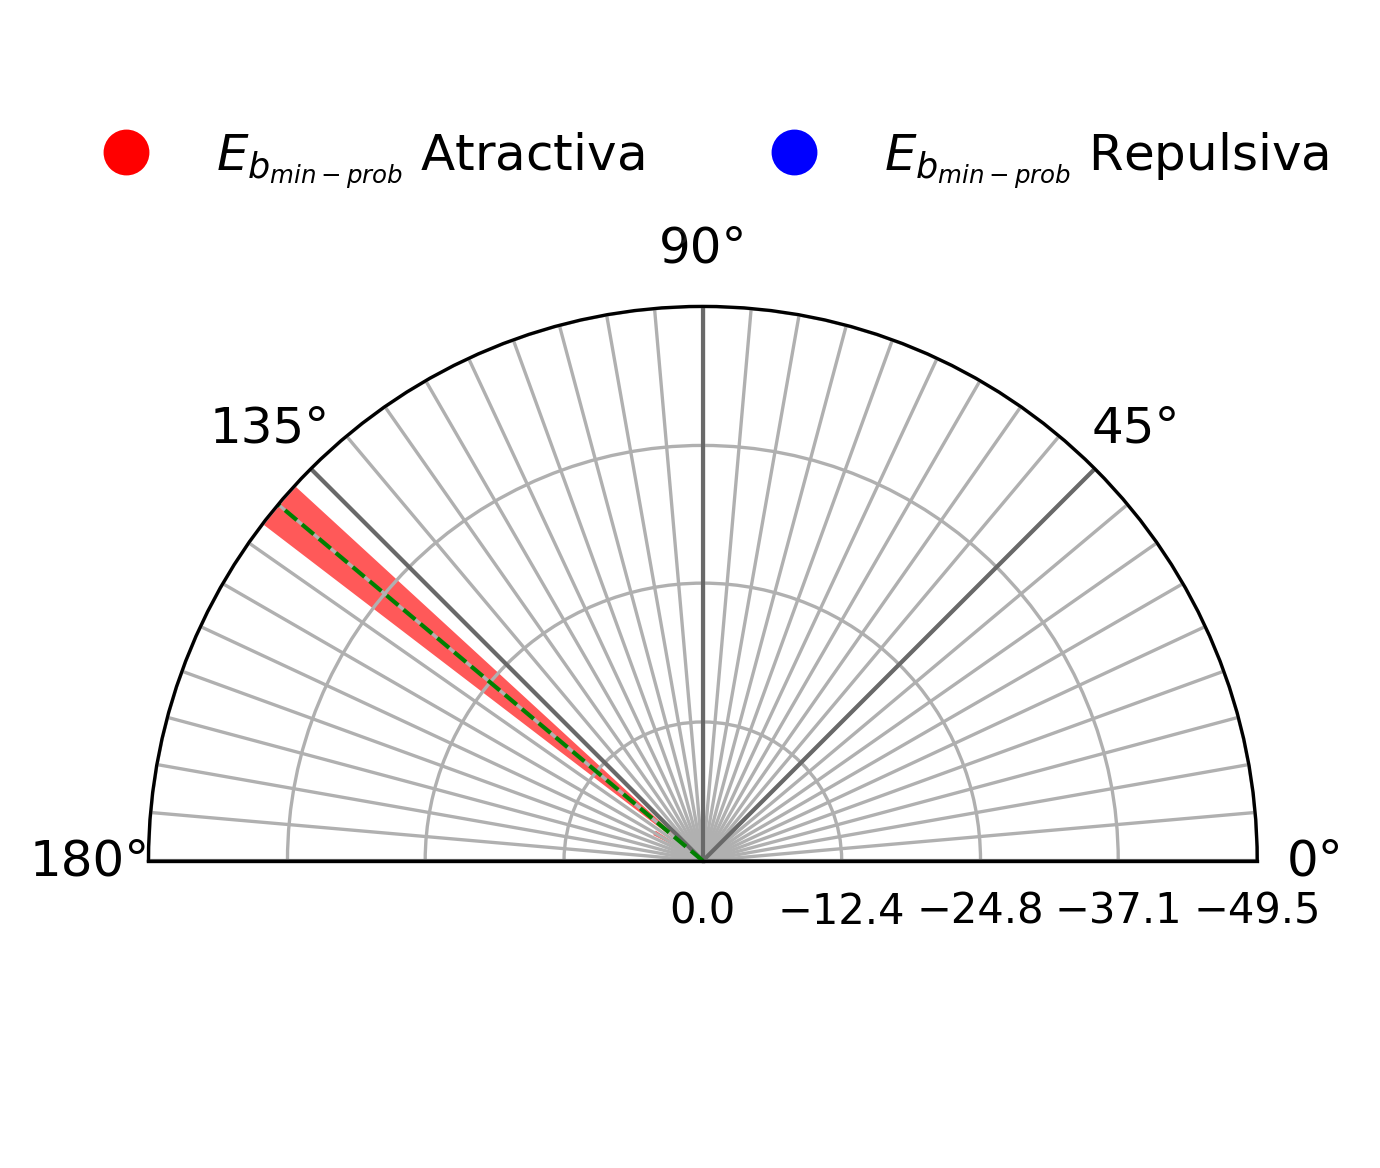 E_{b_{min-prob}} Atractiva E_{b_{min-prob}} Repulsiva
90°
135° 45°
180° 0°
0.0 −12.4 −24.8 −37.1 −49.5